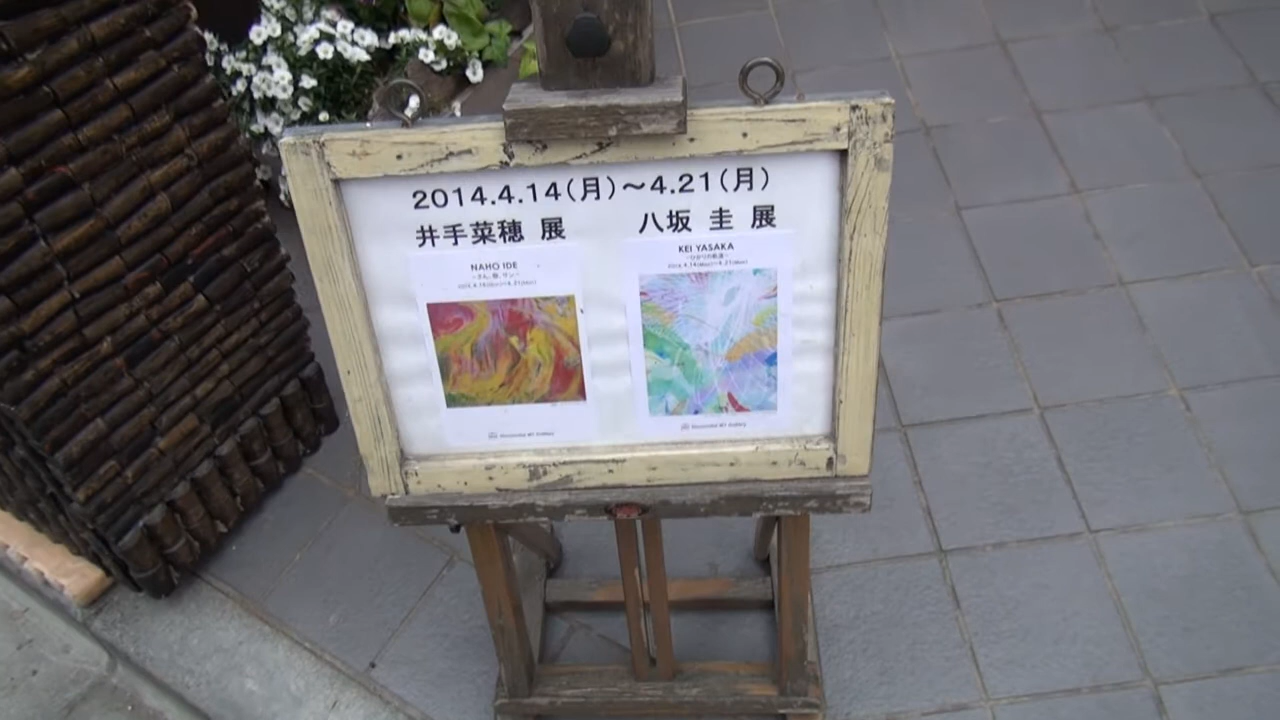 2014.4.14(月)～4.21(月)
井手菜穂 展
八坂 圭 展
NAHO IDE
KEI YASAKA